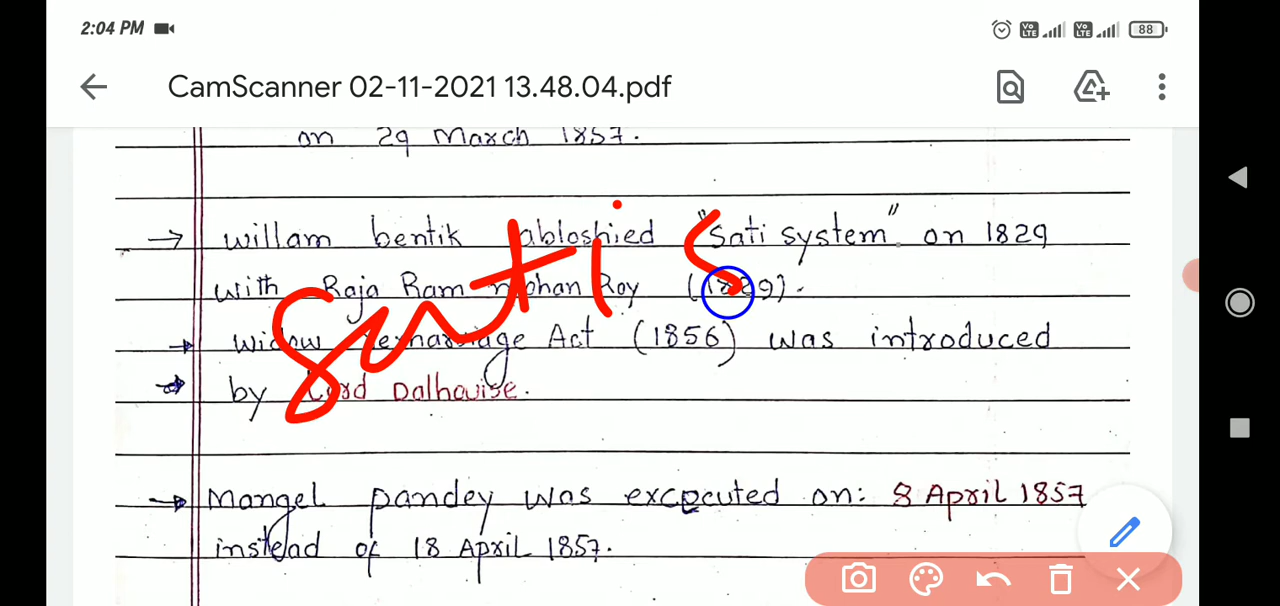 2:04 PM
88
CamScanner 02-11-2021 13.48.04.pdf
on 29 March 1857.
→ Willam bentik abloshied "Sati system" on 1829
with Raja Ram mohan Roy (1829).
→ Widow Remarriage Act (1856) was introduced
→ by Lord Dalhouise.
→ Mangel pandey was excecuted on: 8 April 1857
instead of 18 April 1857.
Sati S